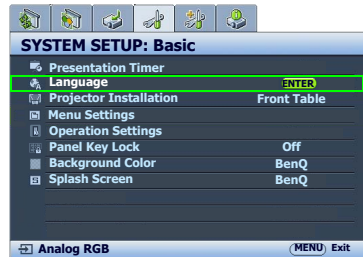 SYSTEM SETUP: Basic
Presentation Timer
Language ENTER
Projector Installation Front Table
Menu Settings
Operation Settings
Panel Key Lock Off
Background Color BenQ
Splash Screen BenQ
Analog RGB MENU Exit